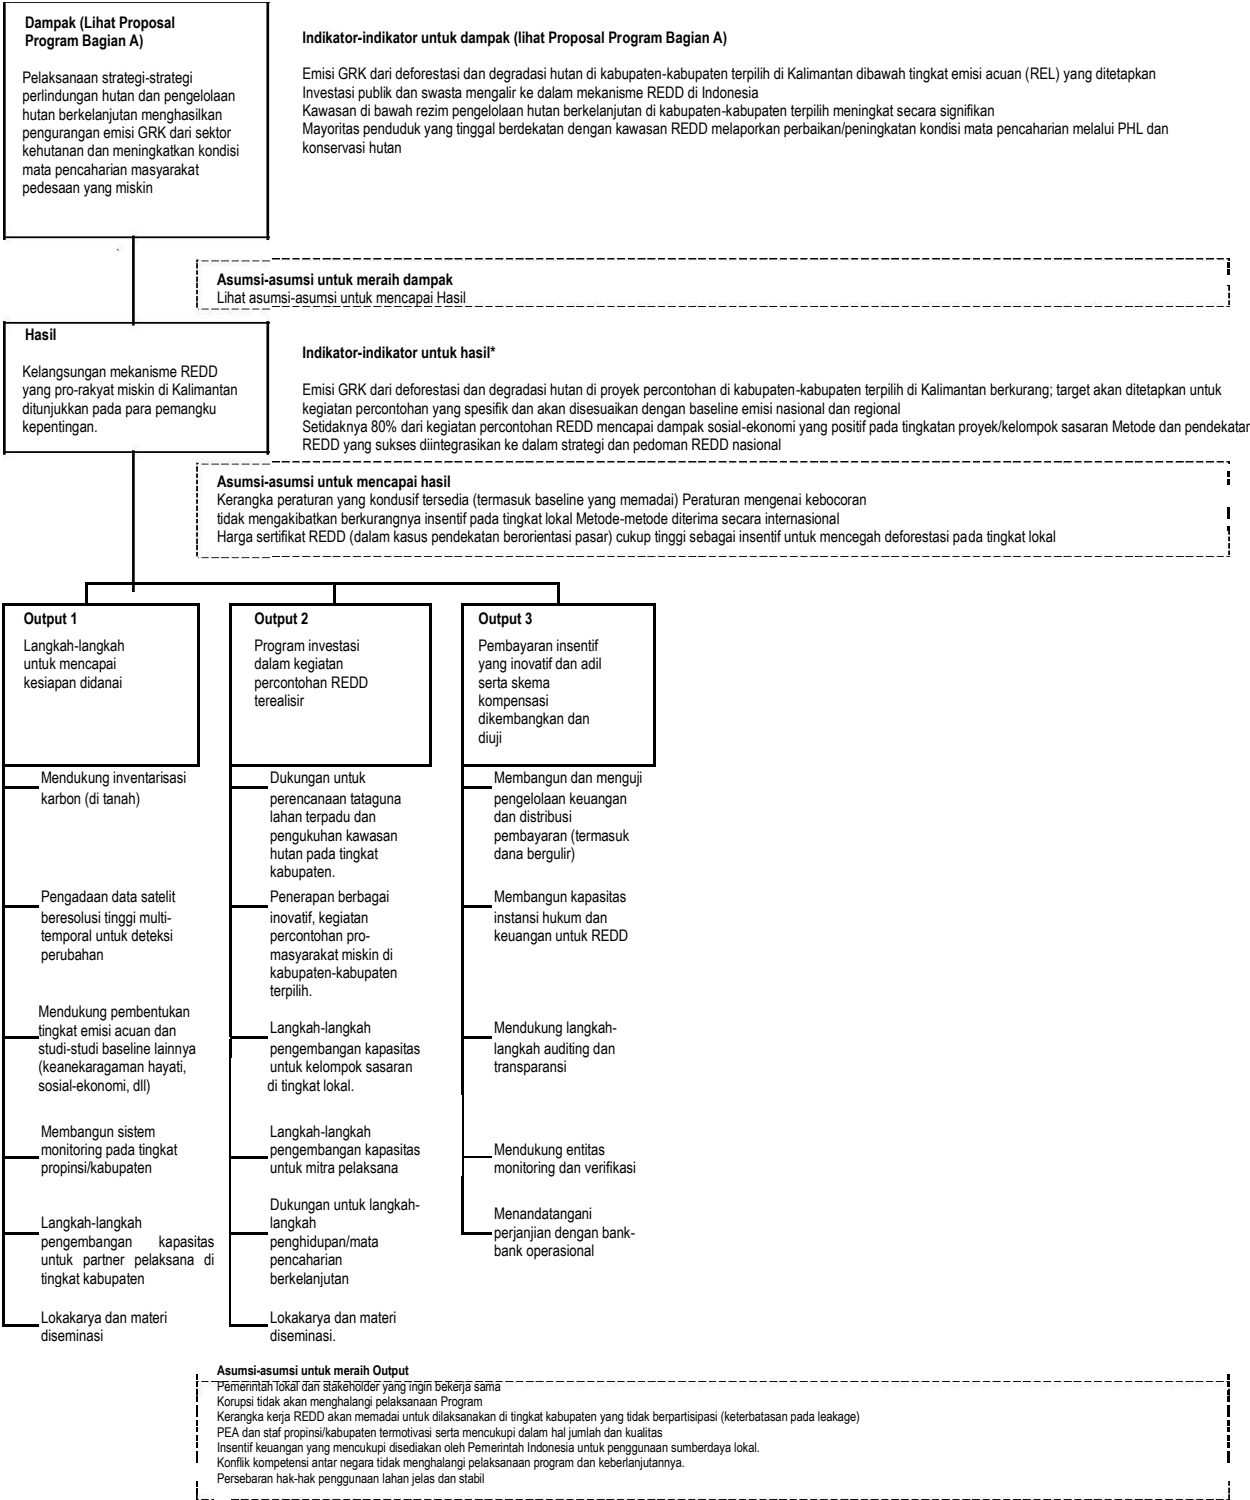 Dampak (Lihat Proposal
Program Bagian A)
Pelaksanaan strategi-strategi
perlindungan hutan dan pengelolaan
hutan berkelanjutan menghasilkan
pengurangan emisi GRK dari sektor
kehutanan dan meningkatkan kondisi
mata pencaharian masyarakat
pedesaan yang miskin
Indikator-indikator untuk dampak (lihat Proposal Program Bagian A)
Emisi GRK dari deforestasi dan degradasi hutan di kabupaten-kabupaten terpilih di Kalimantan dibawah tingkat emisi acuan (REL) yang ditetapkan
Investasi publik dan swasta mengalir ke dalam mekanisme REDD di Indonesia
Kawasan di bawah rezim pengelolaan hutan berkelanjutan di kabupaten-kabupaten terpilih meningkat secara signifikan
Mayoritas penduduk yang tinggal berdekatan dengan kawasan REDD melaporkan perbaikan/peningkatan kondisi mata pencaharian melalui PHL dan
konservasi hutan
Asumsi-asumsi untuk meraih dampak
Lihat asumsi-asumsi untuk mencapai Hasil
Hasil
Kelangsungan mekanisme REDD
yang pro-rakyat miskin di Kalimantan
ditunjukkan pada para pemangku
kepentingan.
Indikator-indikator untuk hasil*
Emisi GRK dari deforestasi dan degradasi hutan di proyek percontohan di kabupaten-kabupaten terpilih di Kalimantan berkurang; target akan ditetapkan untuk
kegiatan percontohan yang spesifik dan akan disesuaikan dengan baseline emisi nasional dan regional
Setidaknya 80% dari kegiatan percontohan REDD mencapai dampak sosial-ekonomi yang positif pada tingkatan proyek/kelompok sasaran Metode dan pendekatan
REDD yang sukses diintegrasikan ke dalam strategi dan pedoman REDD nasional
Asumsi-asumsi untuk mencapai hasil
Kerangka peraturan yang kondusif tersedia (termasuk baseline yang memadai) Peraturan mengenai kebocoran
tidak mengakibatkan berkurangnya insentif pada tingkat lokal Metode-metode diterima secara internasional
Harga sertifikat REDD (dalam kasus pendekatan berorientasi pasar) cukup tinggi sebagai insentif untuk mencegah deforestasi pada tingkat lokal
Output 1
Langkah-langkah
untuk mencapai
kesiapan didanai
Mendukung inventarisasi
karbon (di tanah)
Pengadaan data satelit
beresolusi tinggi multi-
temporal untuk deteksi
perubahan
Mendukung pembentukan
tingkat emisi acuan dan
studi-studi baseline lainnya
(keanekaragaman hayati,
sosial-ekonomi, dll)
Membangun sistem
monitoring pada tingkat
propinsi/kabupaten
Langkah-langkah
pengembangan kapasitas
untuk partner pelaksana di
tingkat kabupaten
Lokakarya dan materi
diseminasi
Output 2
Program investasi
dalam kegiatan
percontohan REDD
terealisir
Dukungan untuk
perencanaan tataguna
lahan terpadu dan
pengukuhan kawasan
hutan pada tingkat
kabupaten.
Penerapan berbagai
inovatif, kegiatan
percontohan pro-
masyarakat miskin di
kabupaten-kabupaten
terpilih.
Langkah-langkah
pengembangan kapasitas
untuk kelompok sasaran
di tingkat lokal.
Langkah-langkah
pengembangan kapasitas
untuk mitra pelaksana
Dukungan untuk langkah-
langkah
penghidupan/mata
pencaharian
berkelanjutan
Lokakarya dan materi
diseminasi.
Output 3
Pembayaran insentif
yang inovatif dan adil
serta skema
kompensasi
dikembangkan dan
diuji
Membangun dan menguji
pengelolaan keuangan
dan distribusi
pembayaran (termasuk
dana bergulir)
Membangun kapasitas
instansi hukum dan
keuangan untuk REDD
Mendukung langkah-
langkah auditing dan
transparansi
Mendukung entitas
monitoring dan verifikasi
Menandatangani
perjanjian dengan bank-
bank operasional
Asumsi-asumsi untuk meraih Output
Pemerintah lokal dan stakeholder yang ingin bekerja sama
Korupsi tidak akan menghalangi pelaksanaan Program
Kerangka kerja REDD akan memadai untuk dilaksanakan di tingkat kabupaten yang tidak berpartisipasi (keterbatasan pada leakage)
PEA dan staf propinsi/kabupaten termotivasi serta mencukupi dalam hal jumlah dan kualitas
Insentif keuangan yang mencukupi disediakan oleh Pemerintah Indonesia untuk penggunaan sumberdaya lokal.
Konflik kompetensi antar negara tidak menghalangi pelaksanaan program dan keberlanjutannya.
Persebaran hak-hak penggunaan lahan jelas dan stabil